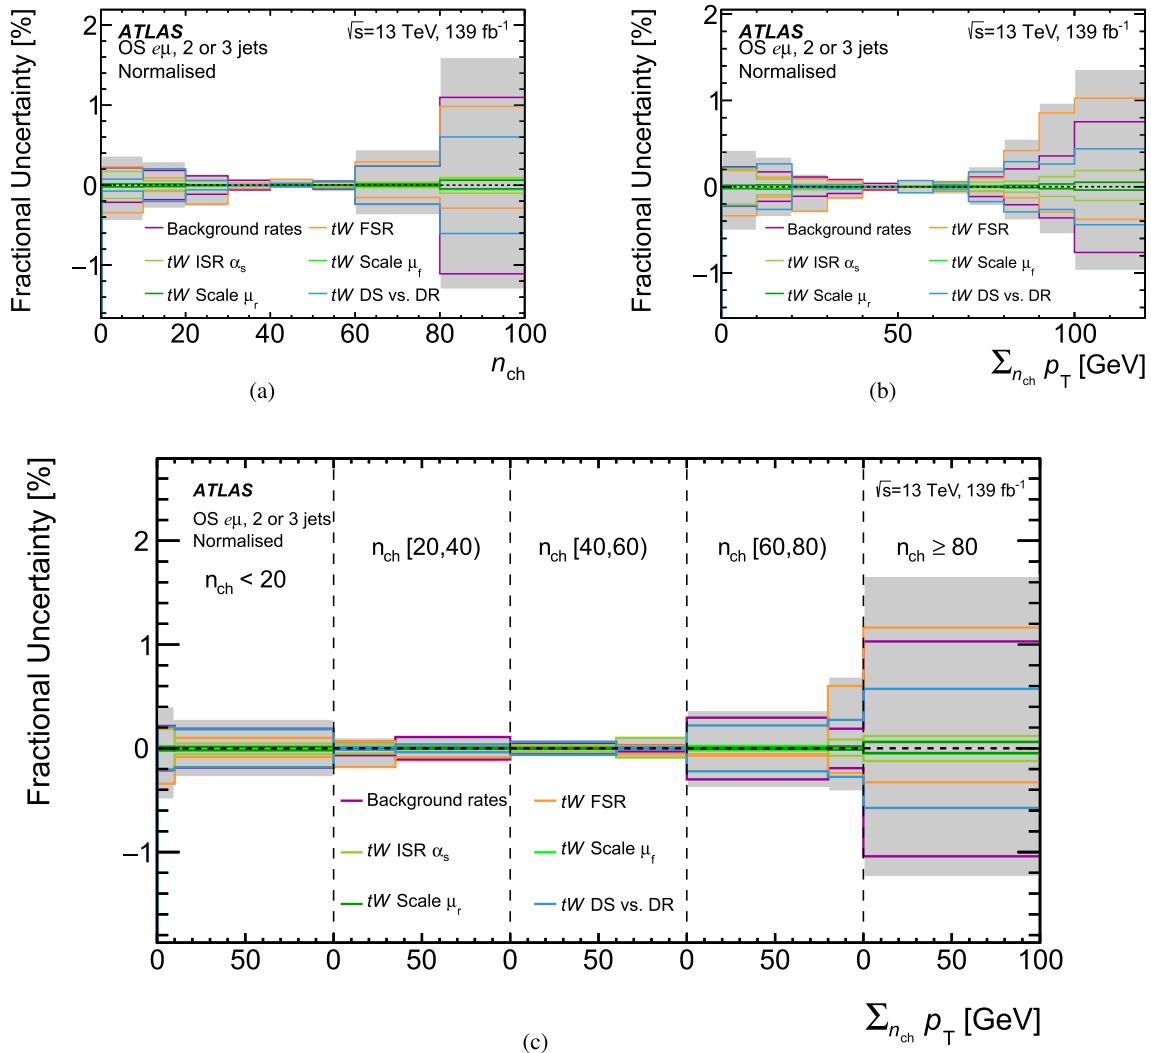 Fractional Uncertainty [%]
ATLAS
√s=13 TeV, 139 fb⁻¹
OS eμ, 2 or 3 jets
Normalised
2
1
0
−1
Background rates
tW FSR
tW ISR αₛ
tW Scale μf
tW Scale μr
tW DS vs. DR
0 20 40 60 80 100
nch
(a)
Fractional Uncertainty [%]
ATLAS
√s=13 TeV, 139 fb⁻¹
OS eμ, 2 or 3 jets
Normalised
2
1
0
−1
Background rates
tW FSR
tW ISR αₛ
tW Scale μf
tW Scale μr
tW DS vs. DR
0 50 100
Σnch pT [GeV]
(b)
Fractional Uncertainty [%]
ATLAS
√s=13 TeV, 139 fb⁻¹
OS eμ, 2 or 3 jets
Normalised
nch < 20
nch [20,40)
nch [40,60)
nch [60,80)
nch ≥ 80
2
1
0
−1
Background rates
tW FSR
tW ISR αₛ
tW Scale μf
tW Scale μr
tW DS vs. DR
0 50 0 50 0 50 0 50 0 50 100
Σnch pT [GeV]
(c)